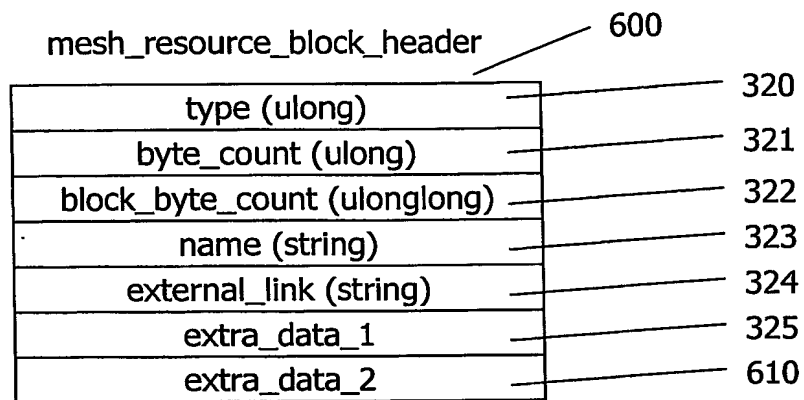 mesh_resource_block_header 600
type (ulong) 320
byte_count (ulong) 321
block_byte_count (ulonglong) 322
name (string) 323
external_link (string) 324
extra_data_1 325
extra_data_2 610